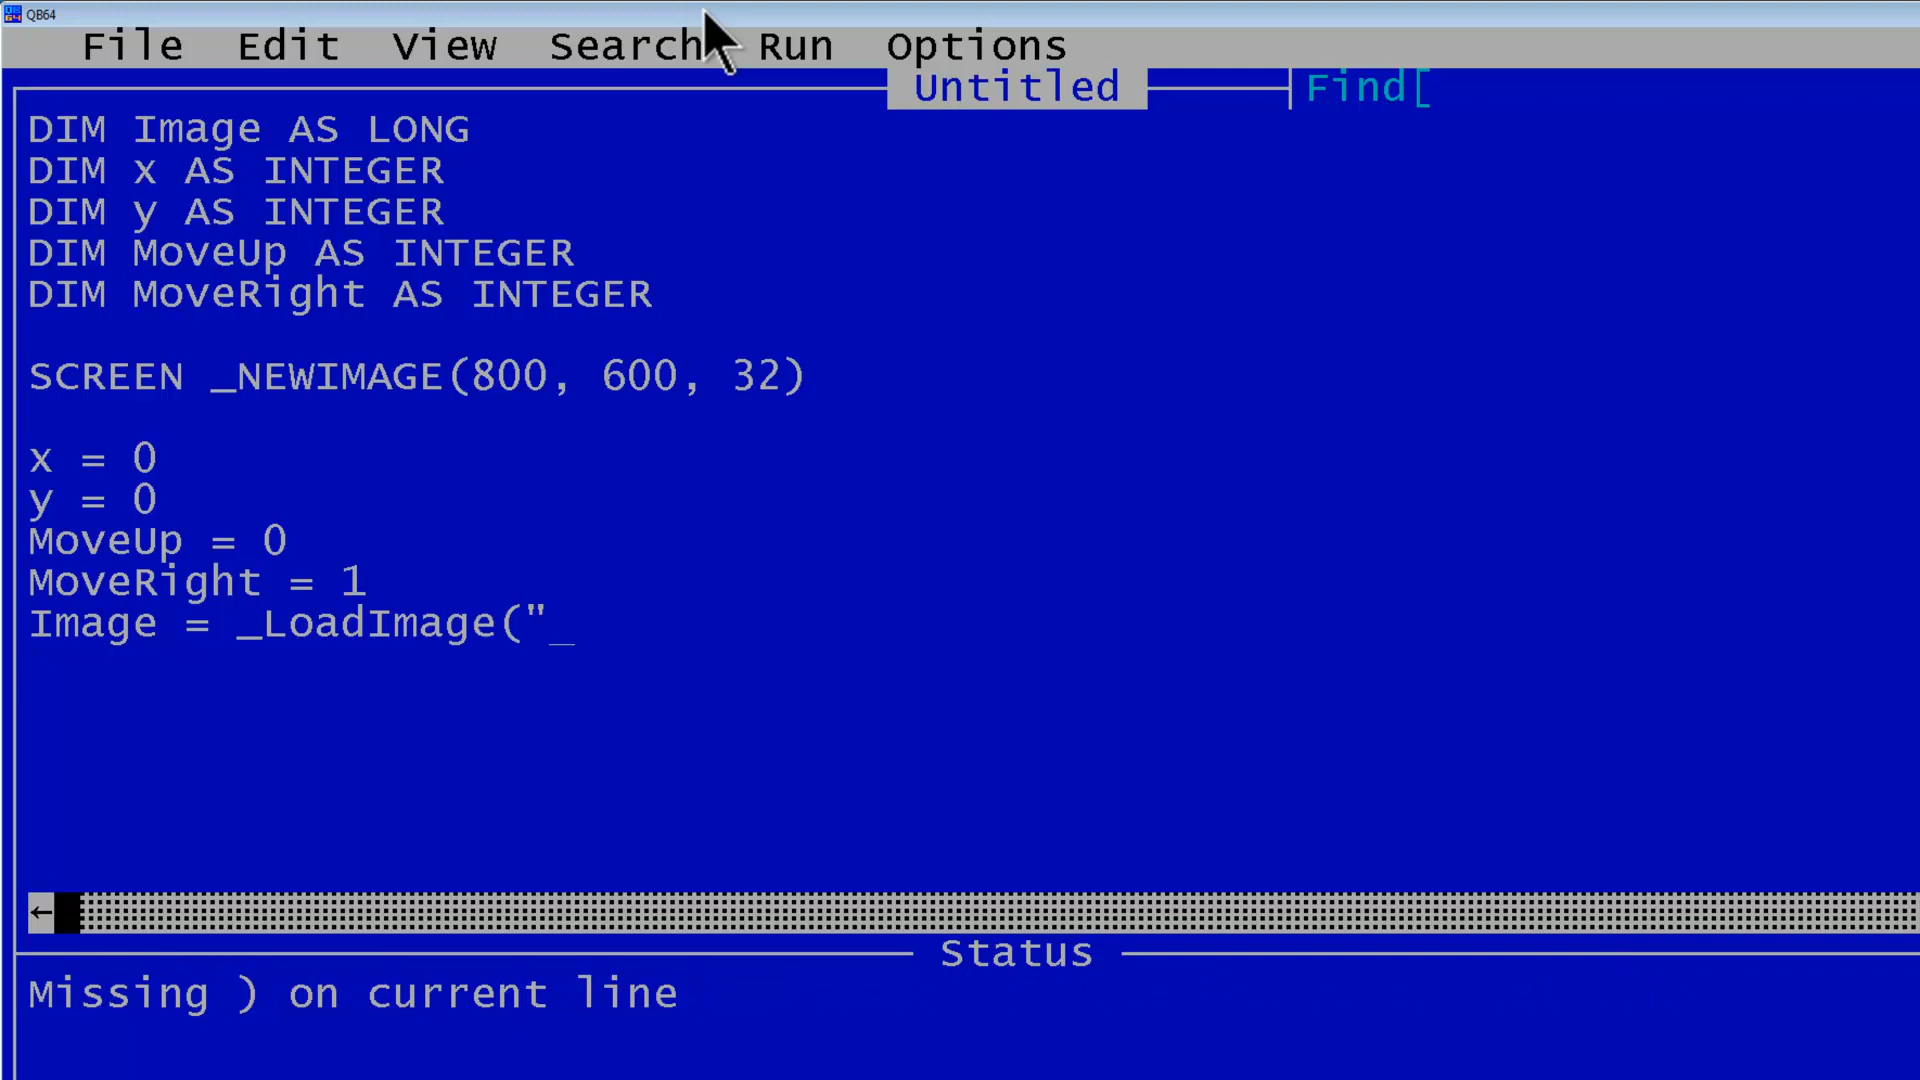 QB64
File Edit View Search Run Options
Untitled Find[
DIM Image AS LONG
DIM x AS INTEGER
DIM y AS INTEGER
DIM MoveUp AS INTEGER
DIM MoveRight AS INTEGER
SCREEN _NEWIMAGE(800, 600, 32)
x = 0
y = 0
MoveUp = 0
MoveRight = 1
Image = _LoadImage("_
←
Status
Missing ) on current line